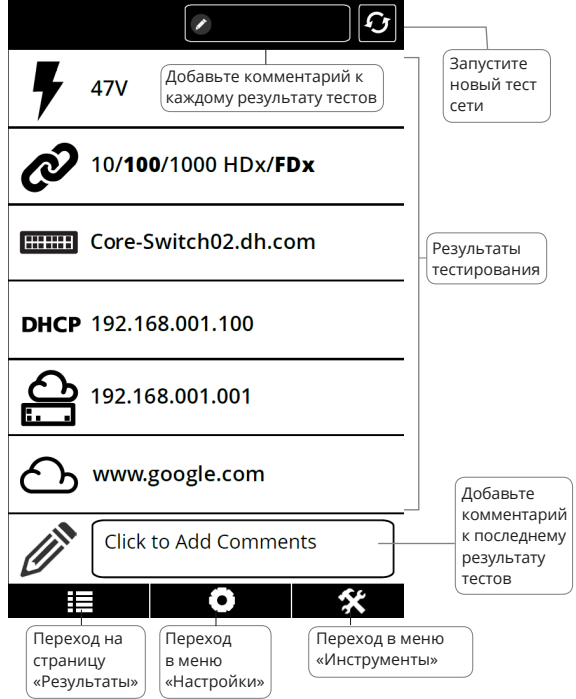 Запустите
новый тест
сети
47V
Добавьте комментарий к
каждому результату тестов
10/100/1000 HDx/FDx
Core-Switch02.dh.com
Результаты
тестирования
DHCP 192.168.001.100
192.168.001.001
www.google.com
Click to Add Comments
Добавьте
комментарий
к последнему
результату
тестов
Переход на
страницу
«Результаты»
Переход
в меню
«Настройки»
Переход в меню
«Инструменты»